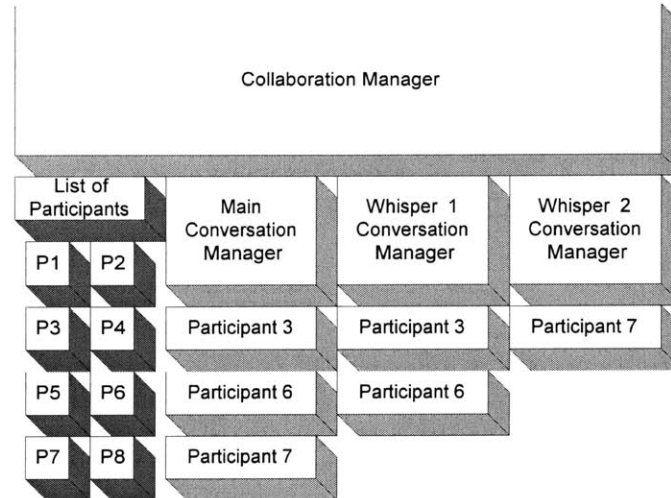 Collaboration Manager
List of
Participants
Main
Conversation
Manager
Whisper 1
Conversation
Manager
Whisper 2
Conversation
Manager
P1 P2
P3 P4
Participant 3
Participant 3
Participant 7
P5 P6
Participant 6
Participant 6
P7 P8
Participant 7